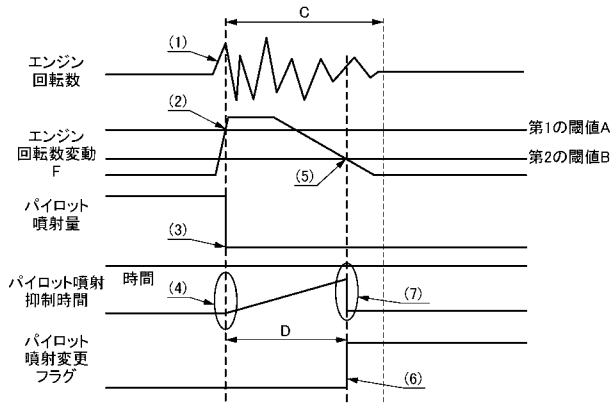 C
(1)
エンジン
回転数
(2)
第1の閾値A
エンジン
回転数変動
F
第2の閾値B
(5)
パイロット
噴射量
(3)
時間
パイロット噴射
抑制時間
(4)
(7)
D
パイロット
噴射変更
フラグ
(6)